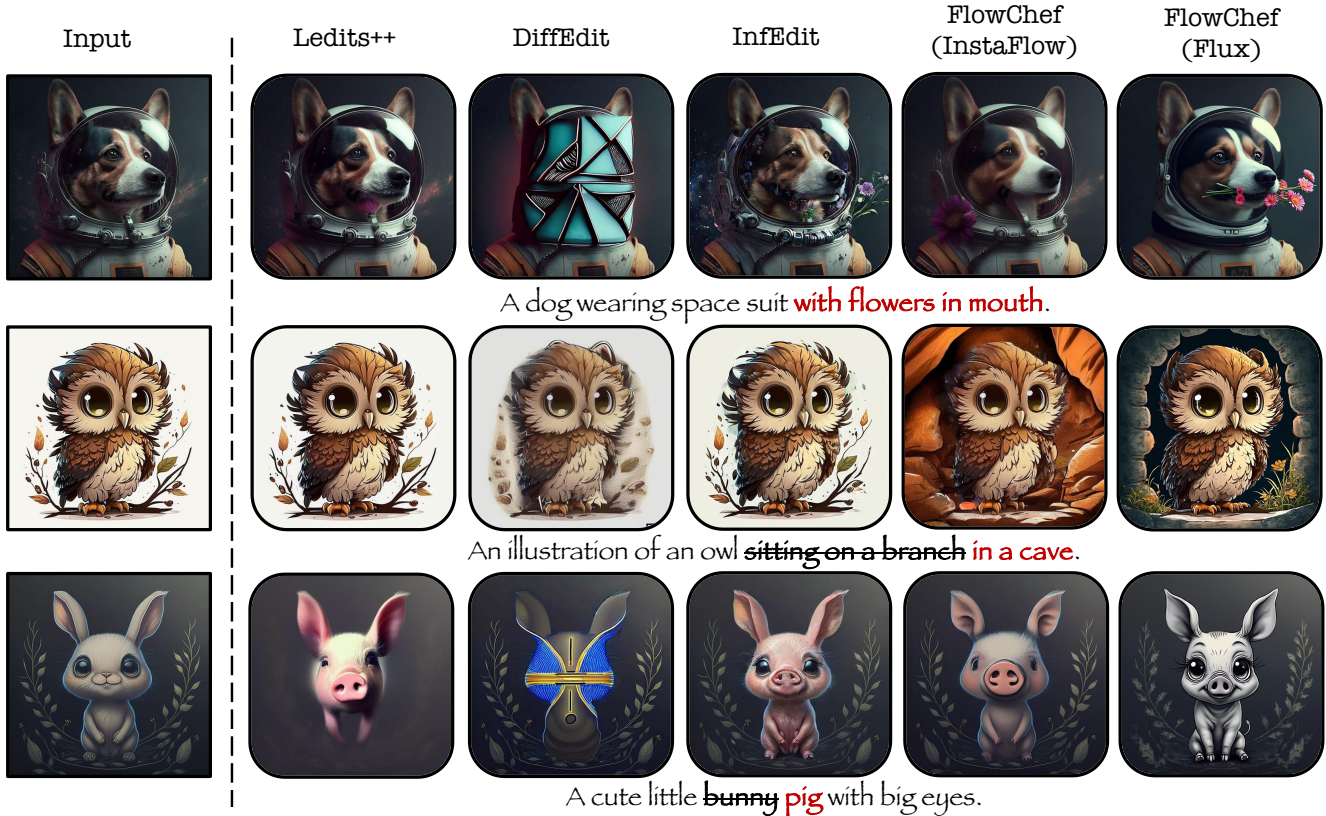 Input
Ledits++
DiffEdit
InfEdit
FlowChef
(InstaFlow)
FlowChef
(Flux)
A dog wearing space suit with flowers in mouth.
An illustration of an owl sitting on a branch in a cave.
A cute little bunny pig with big eyes.